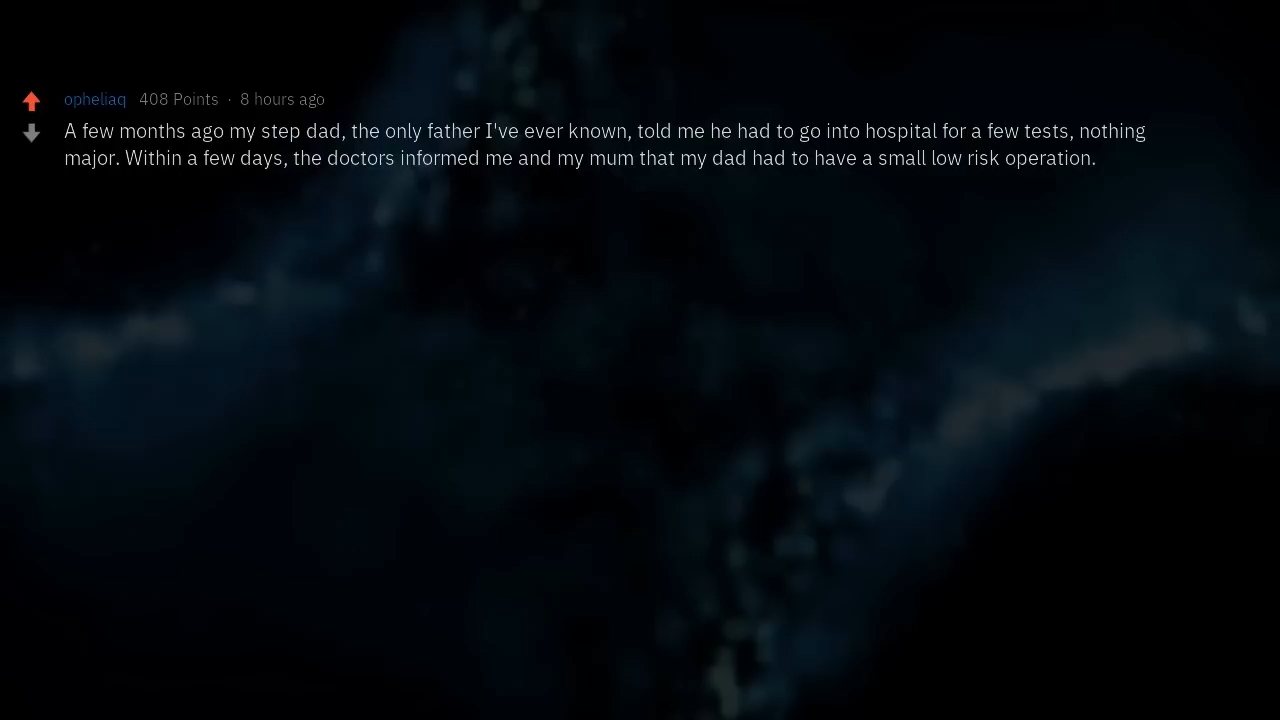 opheliaq 408 Points · 8 hours ago
A few months ago my step dad, the only father I've ever known, told me he had to go into hospital for a few tests, nothing
major. Within a few days, the doctors informed me and my mum that my dad had to have a small low risk operation.